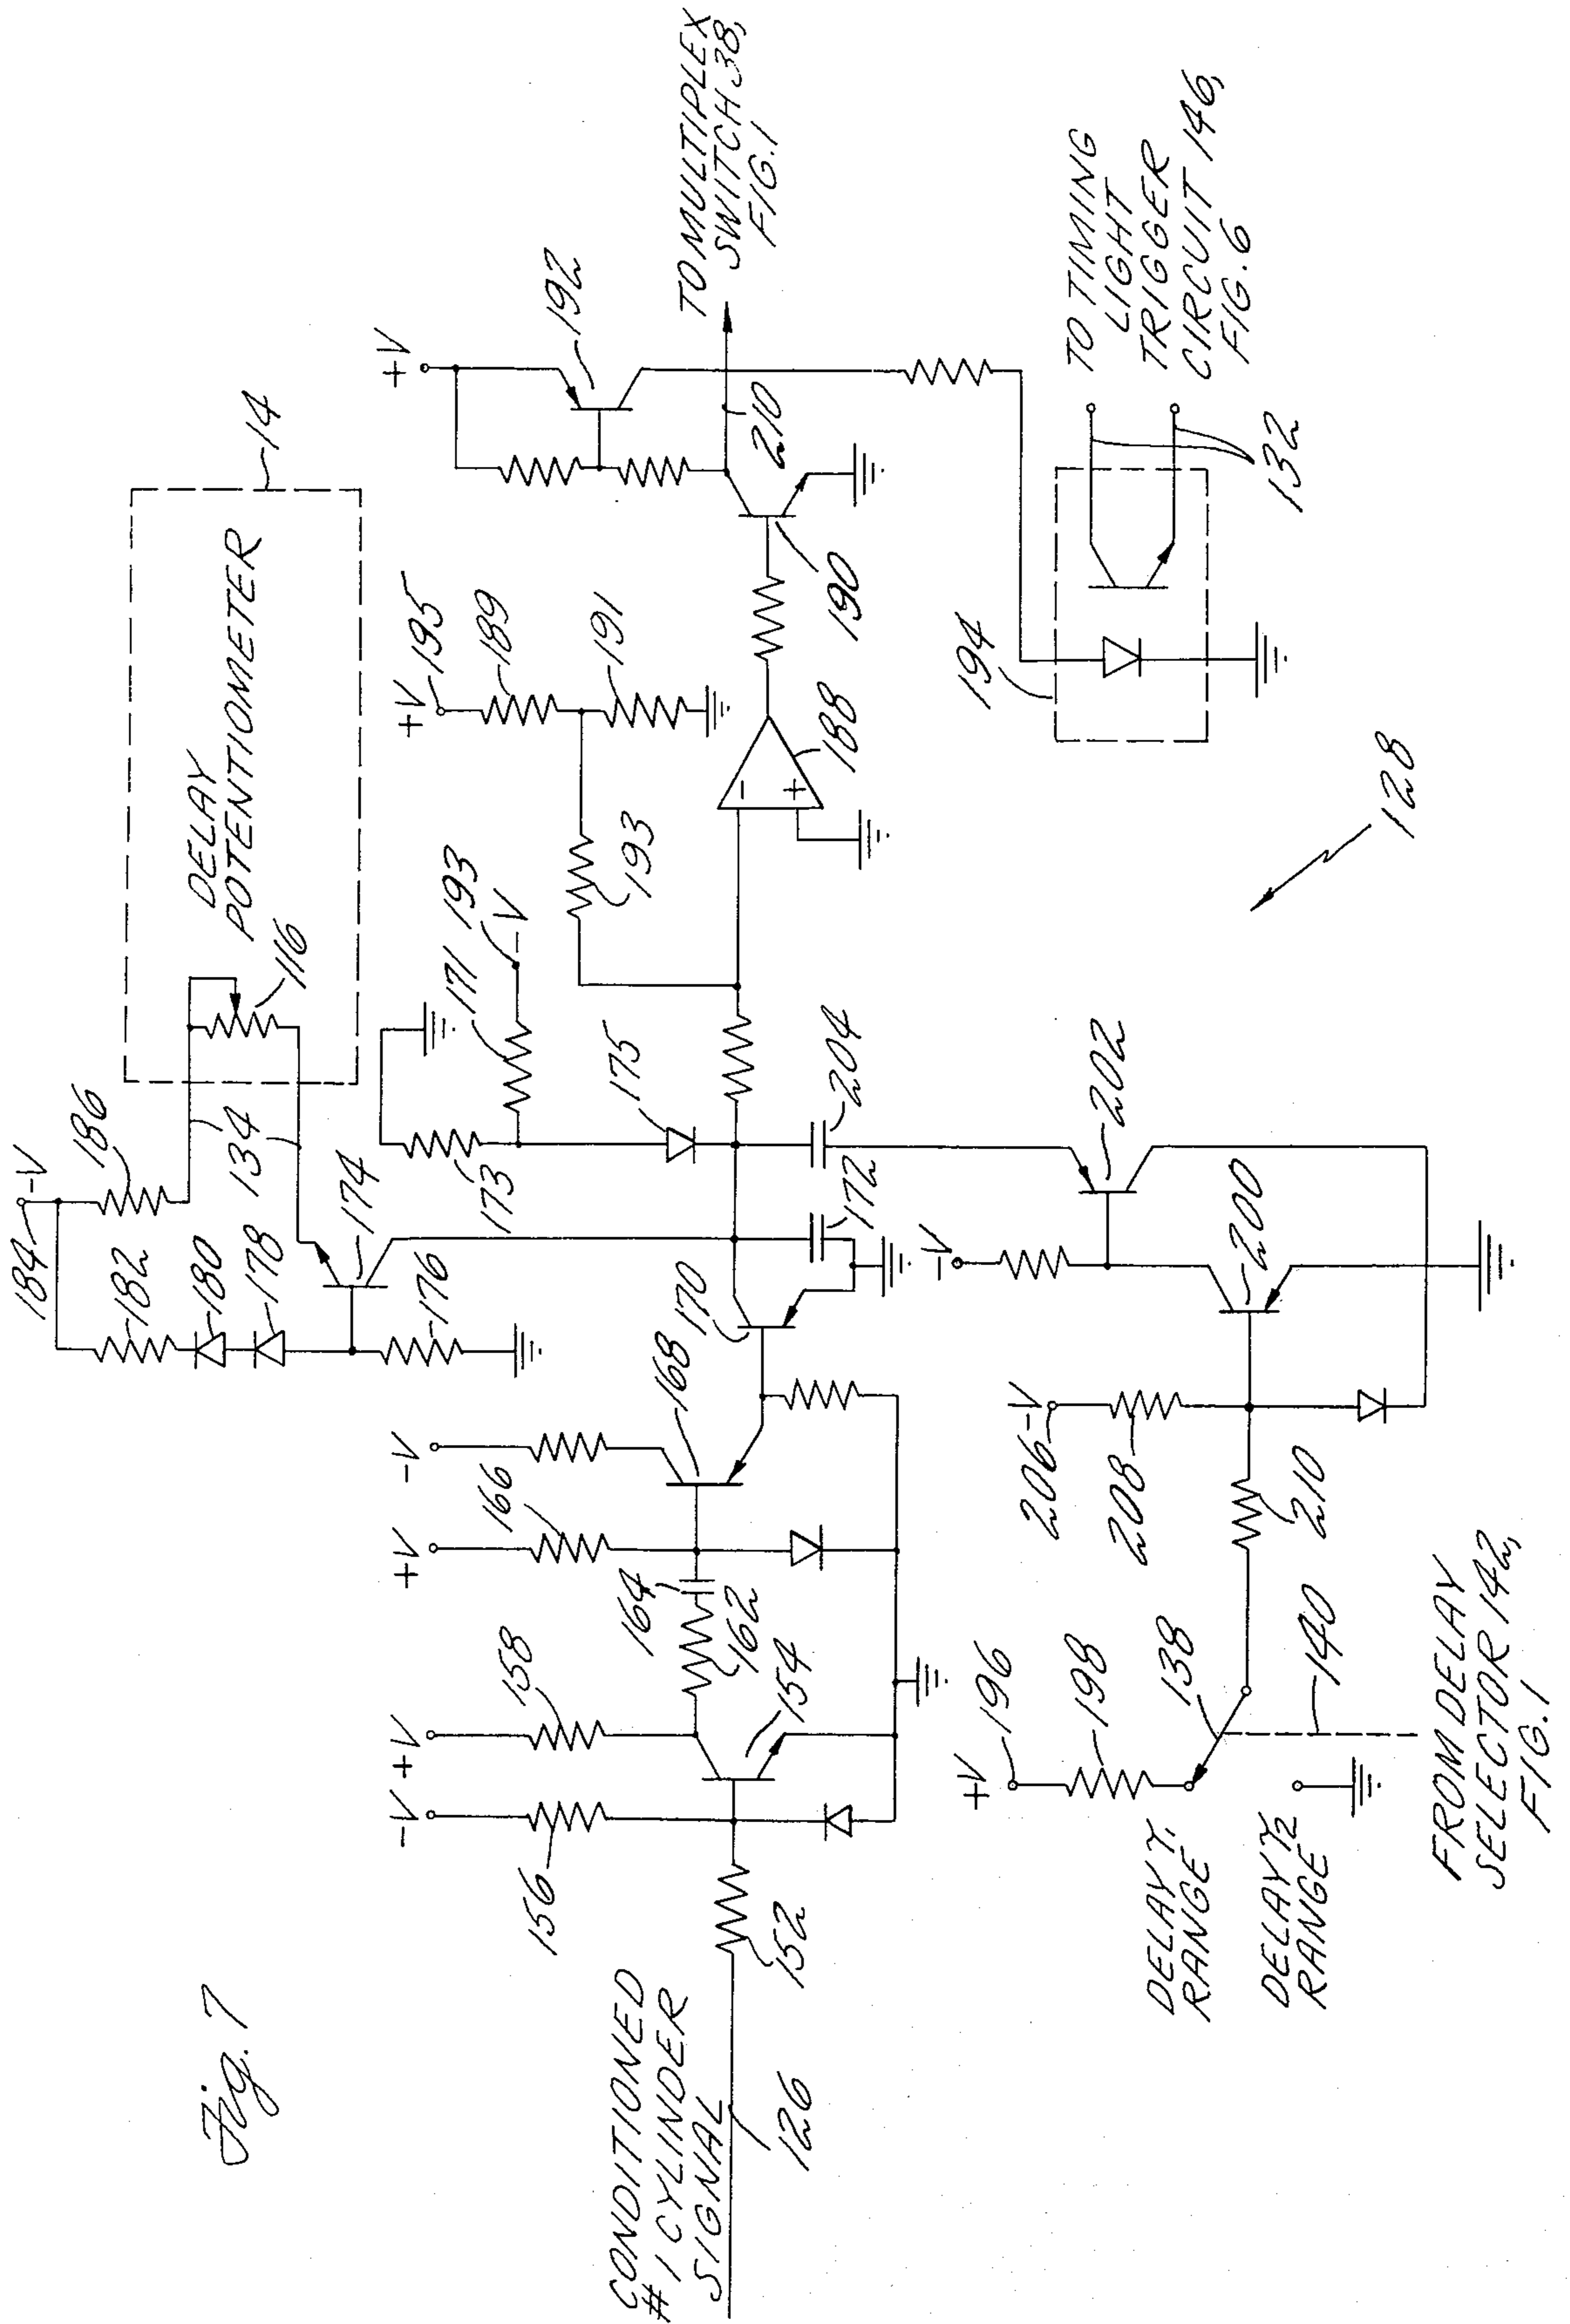 Fig. 7
CONDITIONED
# 1 CYLINDER
SIGNAL
126
152
156
-V
158
+V
154
162
164
166
+V
-V
168
170
172
174
176
178
180
182
184
-V
186
134
DELAY
POTENTIOMETER
116
14
173
171
193
-V
175
204
193
+V
195
189
191
188
190
+V
192
210
TO MULTIPLEX
SWITCH 38,
FIG. 1
194
132
TO TIMING
LIGHT
TRIGGER
CIRCUIT 146,
FIG. 6
128
DELAY T1
RANGE
DELAY T2
RANGE
+V
196
198
138
140
FROM DELAY
SELECTOR 142,
FIG. 1
210
206
-V
208
-V
200
202